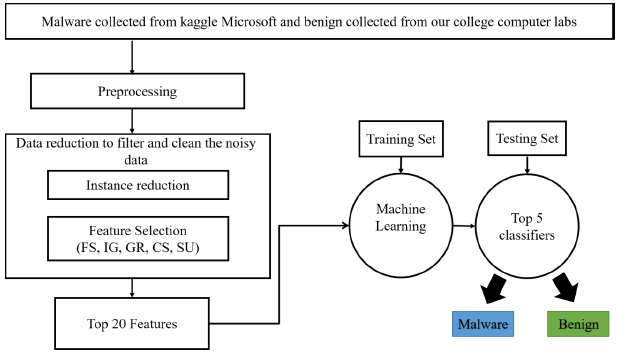 Malware collected from kaggle Microsoft and benign collected from our college computer labs
Preprocessing
Data reduction to filter and clean the noisy
data
Instance reduction
Feature Selection
(FS, IG, GR, CS, SU)
Top 20 Features
Training Set
Testing Set
Machine
Learning
Top 5
classifiers
Malware
Benign